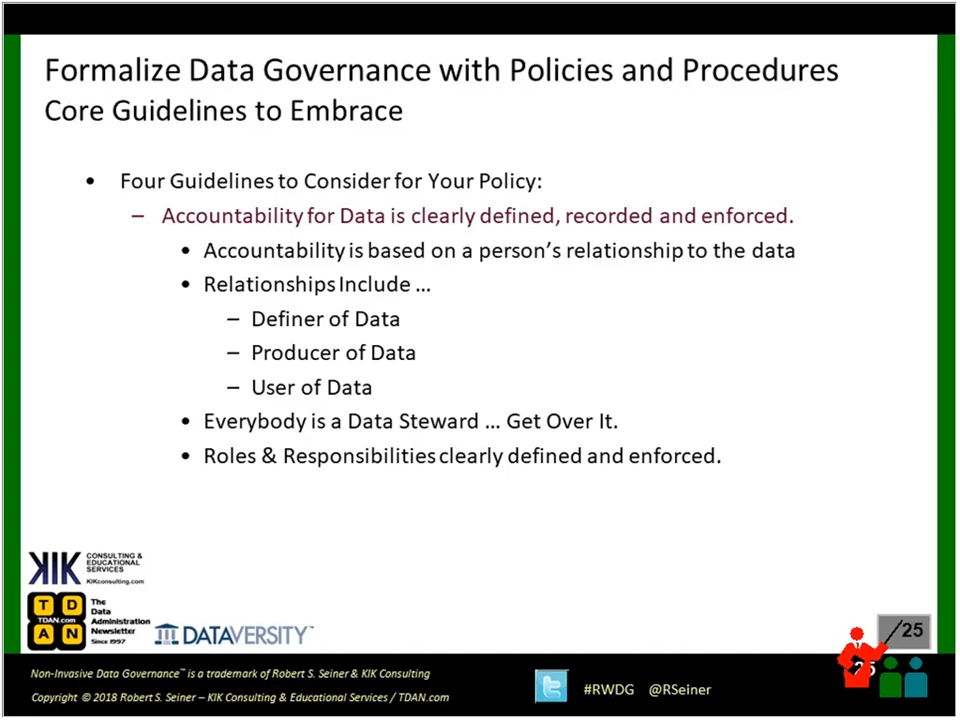 Formalize Data Governance with Policies and Procedures
Core Guidelines to Embrace
• Four Guidelines to Consider for Your Policy:
– Accountability for Data is clearly defined, recorded and enforced.
• Accountability is based on a person's relationship to the data
• Relationships Include …
– Definer of Data
– Producer of Data
– User of Data
• Everybody is a Data Steward … Get Over It.
• Roles & Responsibilities clearly defined and enforced.
KIK CONSULTING & EDUCATIONAL SERVICES
KIKconsulting.com
T D
TDAN.com
A N
The
Data
Administration
Newsletter
Since 1997
DATAVERSITY™
/25
25
Non-Invasive Data Governance™ is a trademark of Robert S. Seiner & KIK Consulting
Copyright © 2018 Robert S. Seiner – KIK Consulting & Educational Services / TDAN.com
#RWDG @RSeiner